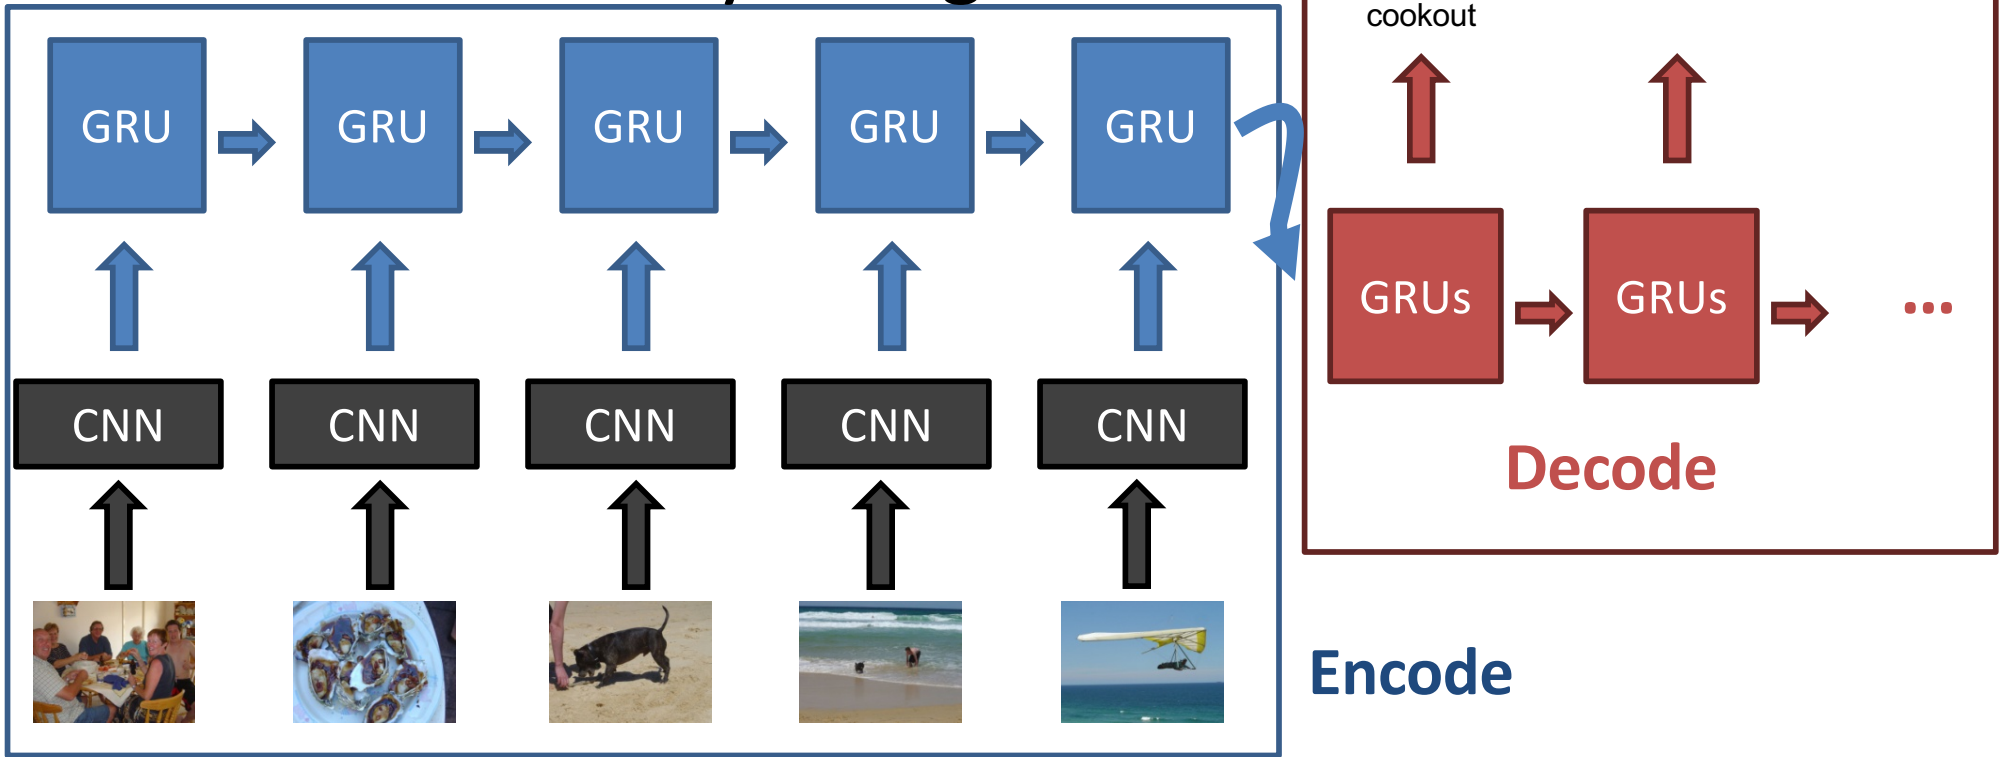 cookout
GRU GRU GRU GRU GRU
GRUs GRUs ...
CNN CNN CNN CNN CNN
Decode
Encode